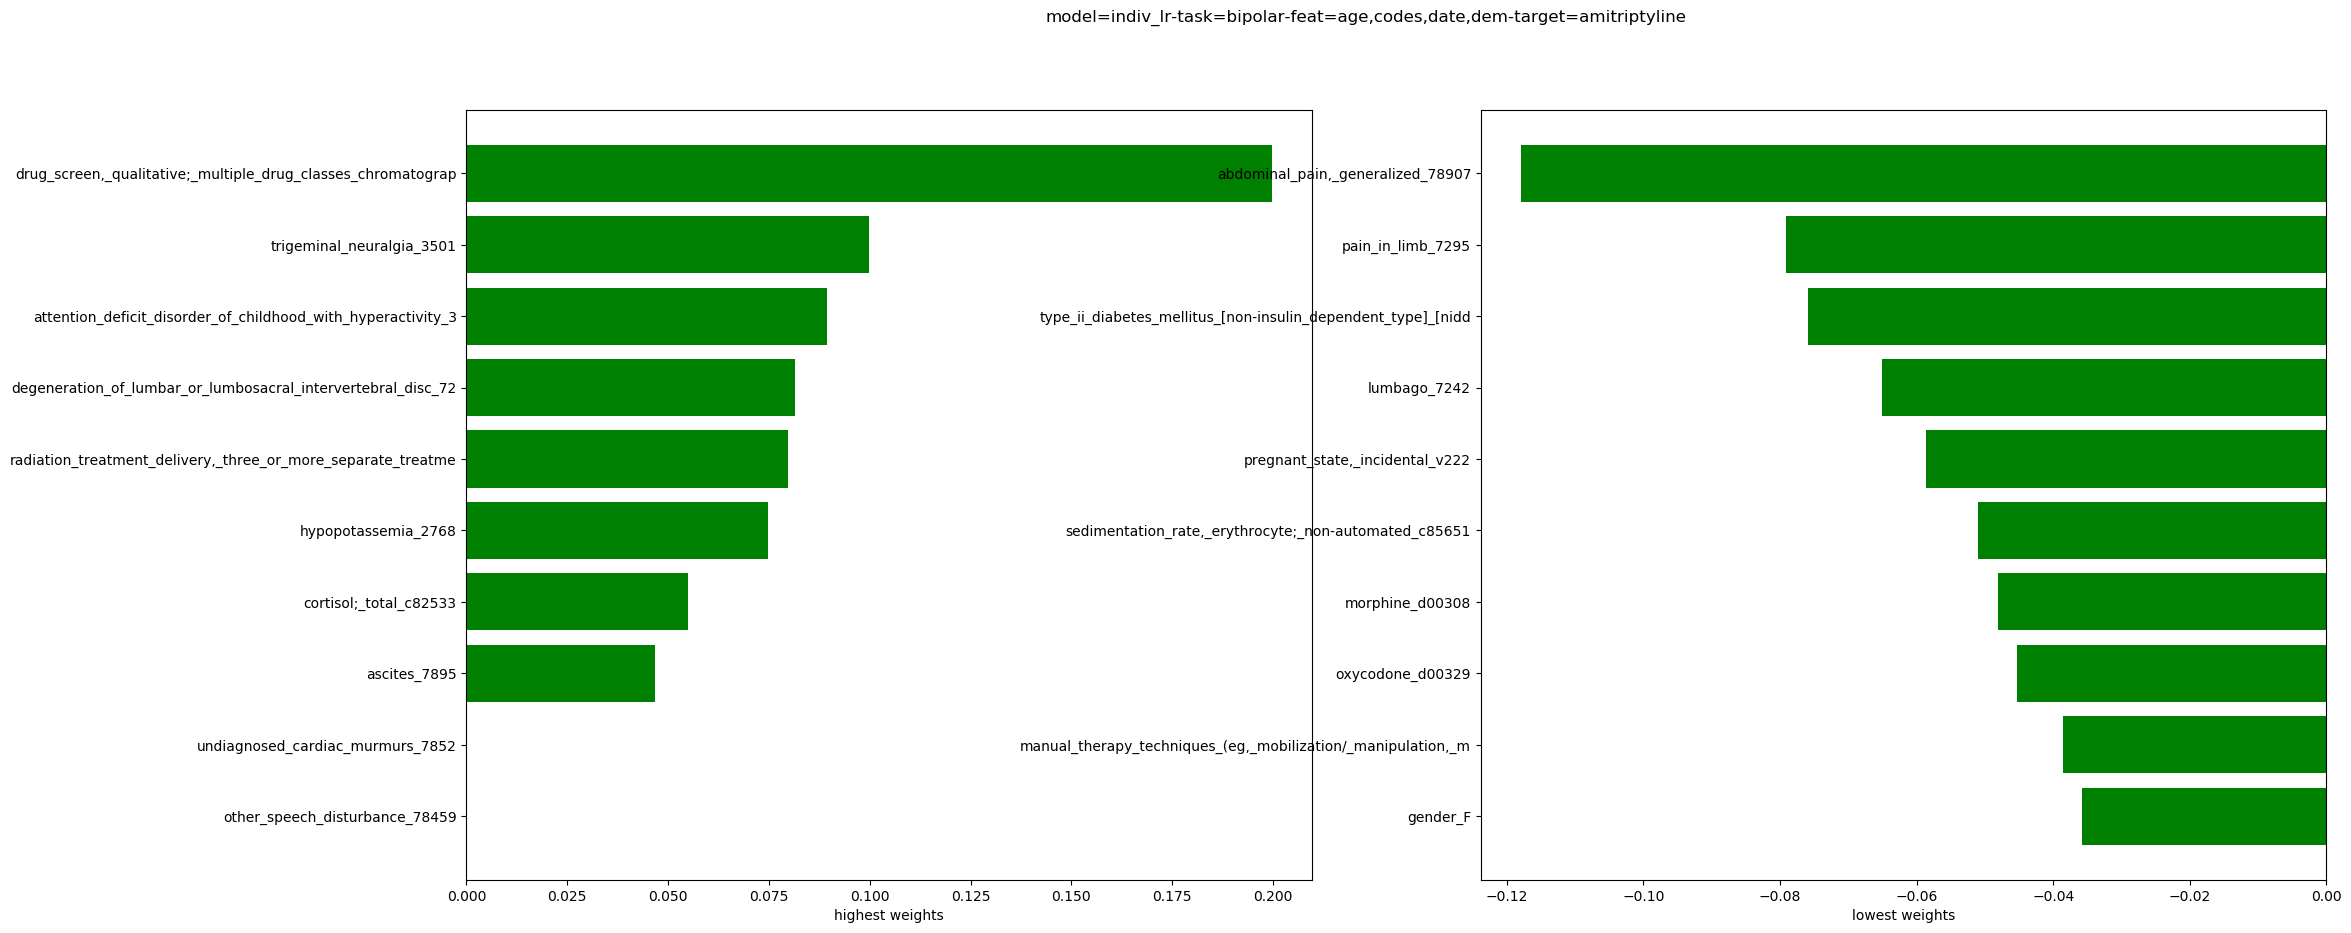 model=indiv_lr-task=bipolar-feat=age,codes,date,dem-target=amitriptyline
drug_screen,_qualitative;_multiple_drug_classes_chromatograp
trigeminal_neuralgia_3501
attention_deficit_disorder_of_childhood_with_hyperactivity_3
degeneration_of_lumbar_or_lumbosacral_intervertebral_disc_72
radiation_treatment_delivery,_three_or_more_separate_treatme
hypopotassemia_2768
cortisol;_total_c82533
ascites_7895
undiagnosed_cardiac_murmurs_7852
other_speech_disturbance_78459
0.000 0.025 0.050 0.075 0.100 0.125 0.150 0.175 0.200
highest weights
abdominal_pain,_generalized_78907
pain_in_limb_7295
type_ii_diabetes_mellitus_[non-insulin_dependent_type]_[nidd
lumbago_7242
pregnant_state,_incidental_v222
sedimentation_rate,_erythrocyte;_non-automated_c85651
morphine_d00308
oxycodone_d00329
manual_therapy_techniques_(eg,_mobilization/_manipulation,_m
gender_F
−0.12 −0.10 −0.08 −0.06 −0.04 −0.02 0.00
lowest weights